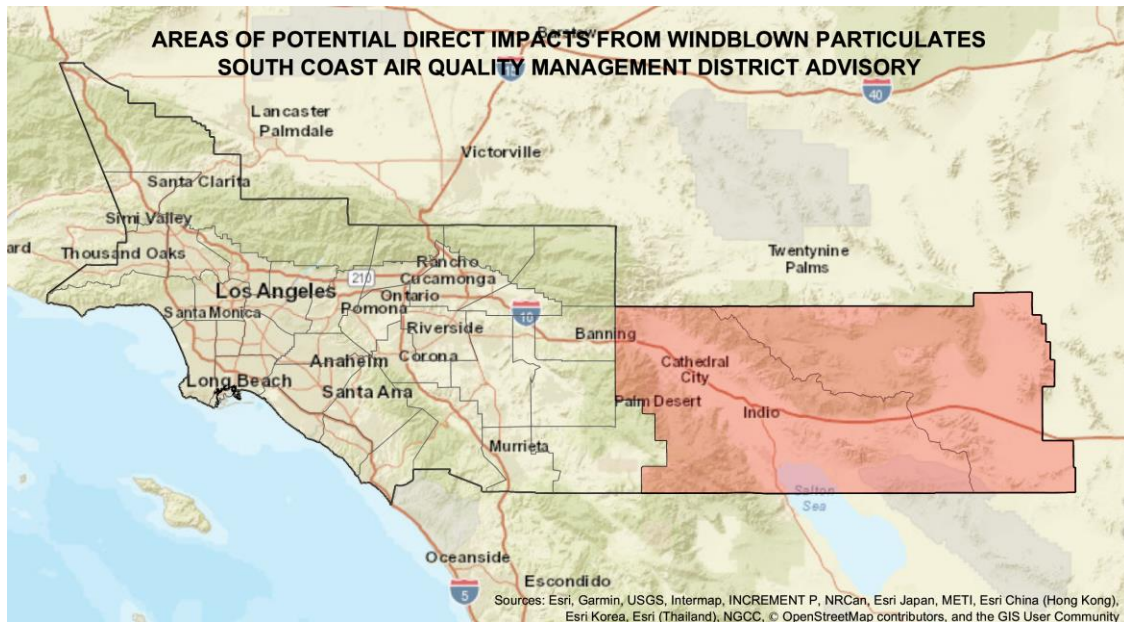 AREAS OF POTENTIAL DIRECT IMPACTS FROM WINDBLOWN PARTICULATES
SOUTH COAST AIR QUALITY MANAGEMENT DISTRICT ADVISORY
Barstow
15
40
Lancaster
Palmdale
Victorville
Santa Clarita
Simi Valley
Thousand Oaks
ard
Twentynine
Palms
Rancho
Cucamonga
210
Los Angeles
Ontario
Santa Monica
Pomona
10
Riverside
Banning
Anaheim
Corona
Cathedral
City
Long Beach
Santa Ana
Palm Desert
Indio
Murrieta
Salton
Sea
Oceanside
Escondido
5
Sources: Esri, Garmin, USGS, Intermap, INCREMENT P, NRCan, Esri Japan, METI, Esri China (Hong Kong),
Esri Korea, Esri (Thailand), NGCC, © OpenStreetMap contributors, and the GIS User Community